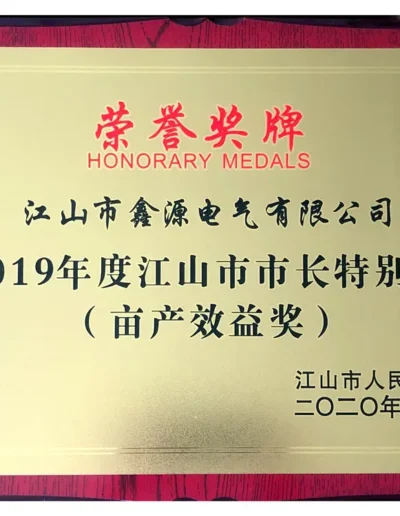 荣誉奖牌
HONORARY MEDALS
江山市鑫源电气有限公司
019年度江山市市长特别
（亩产效益奖）
江山市人民
二〇二〇年